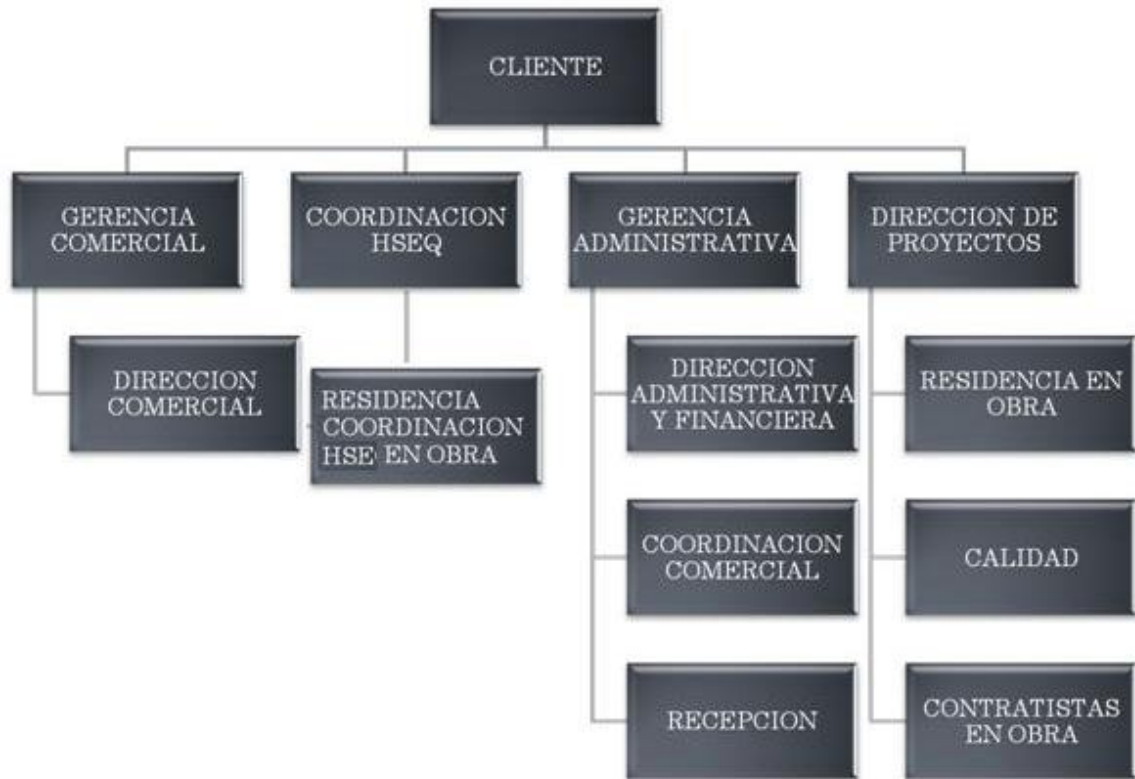 CLIENTE
GERENCIA
COMERCIAL
COORDINACION
HSEQ
GERENCIA
ADMINISTRATIVA
DIRECCION DE
PROYECTOS
DIRECCION
COMERCIAL
RESIDENCIA
COORDINACION
HSE EN OBRA
DIRECCION
ADMINISTRATIVA
Y FINANCIERA
RESIDENCIA EN
OBRA
COORDINACION
COMERCIAL
CALIDAD
RECEPCION
CONTRATISTAS
EN OBRA